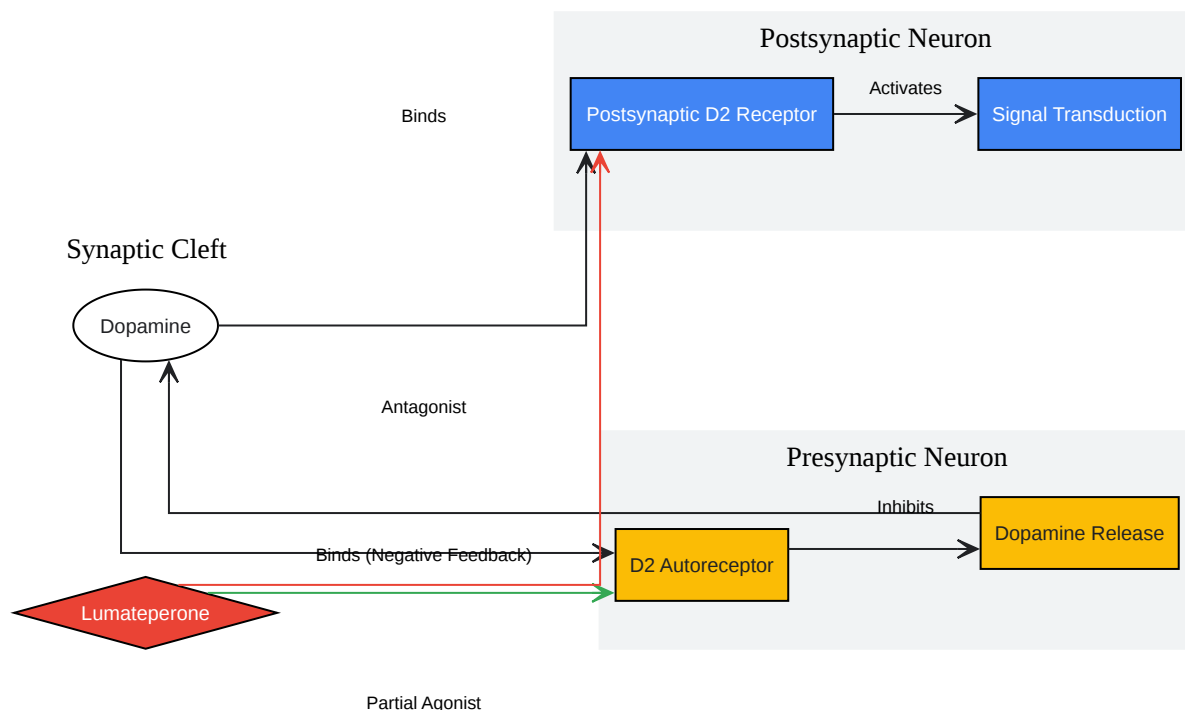 Postsynaptic Neuron
Activates
Postsynaptic D2 Receptor
Signal Transduction
Binds
Synaptic Cleft
Dopamine
Antagonist
Presynaptic Neuron
Inhibits
Dopamine Release
Binds (Negative Feedback)
D2 Autoreceptor
Lumateperone
Partial Agonist